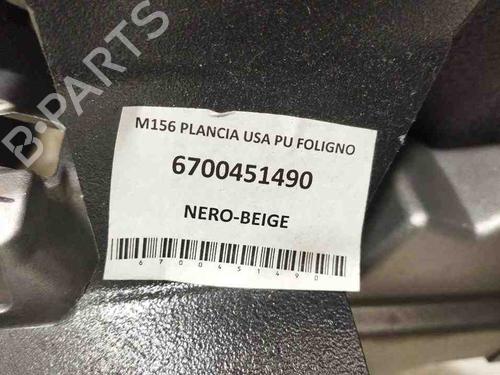 B-PARTS
M156 PLANCIA USA PU FOLIGNO
6700451490
NERO-BEIGE
6700451490